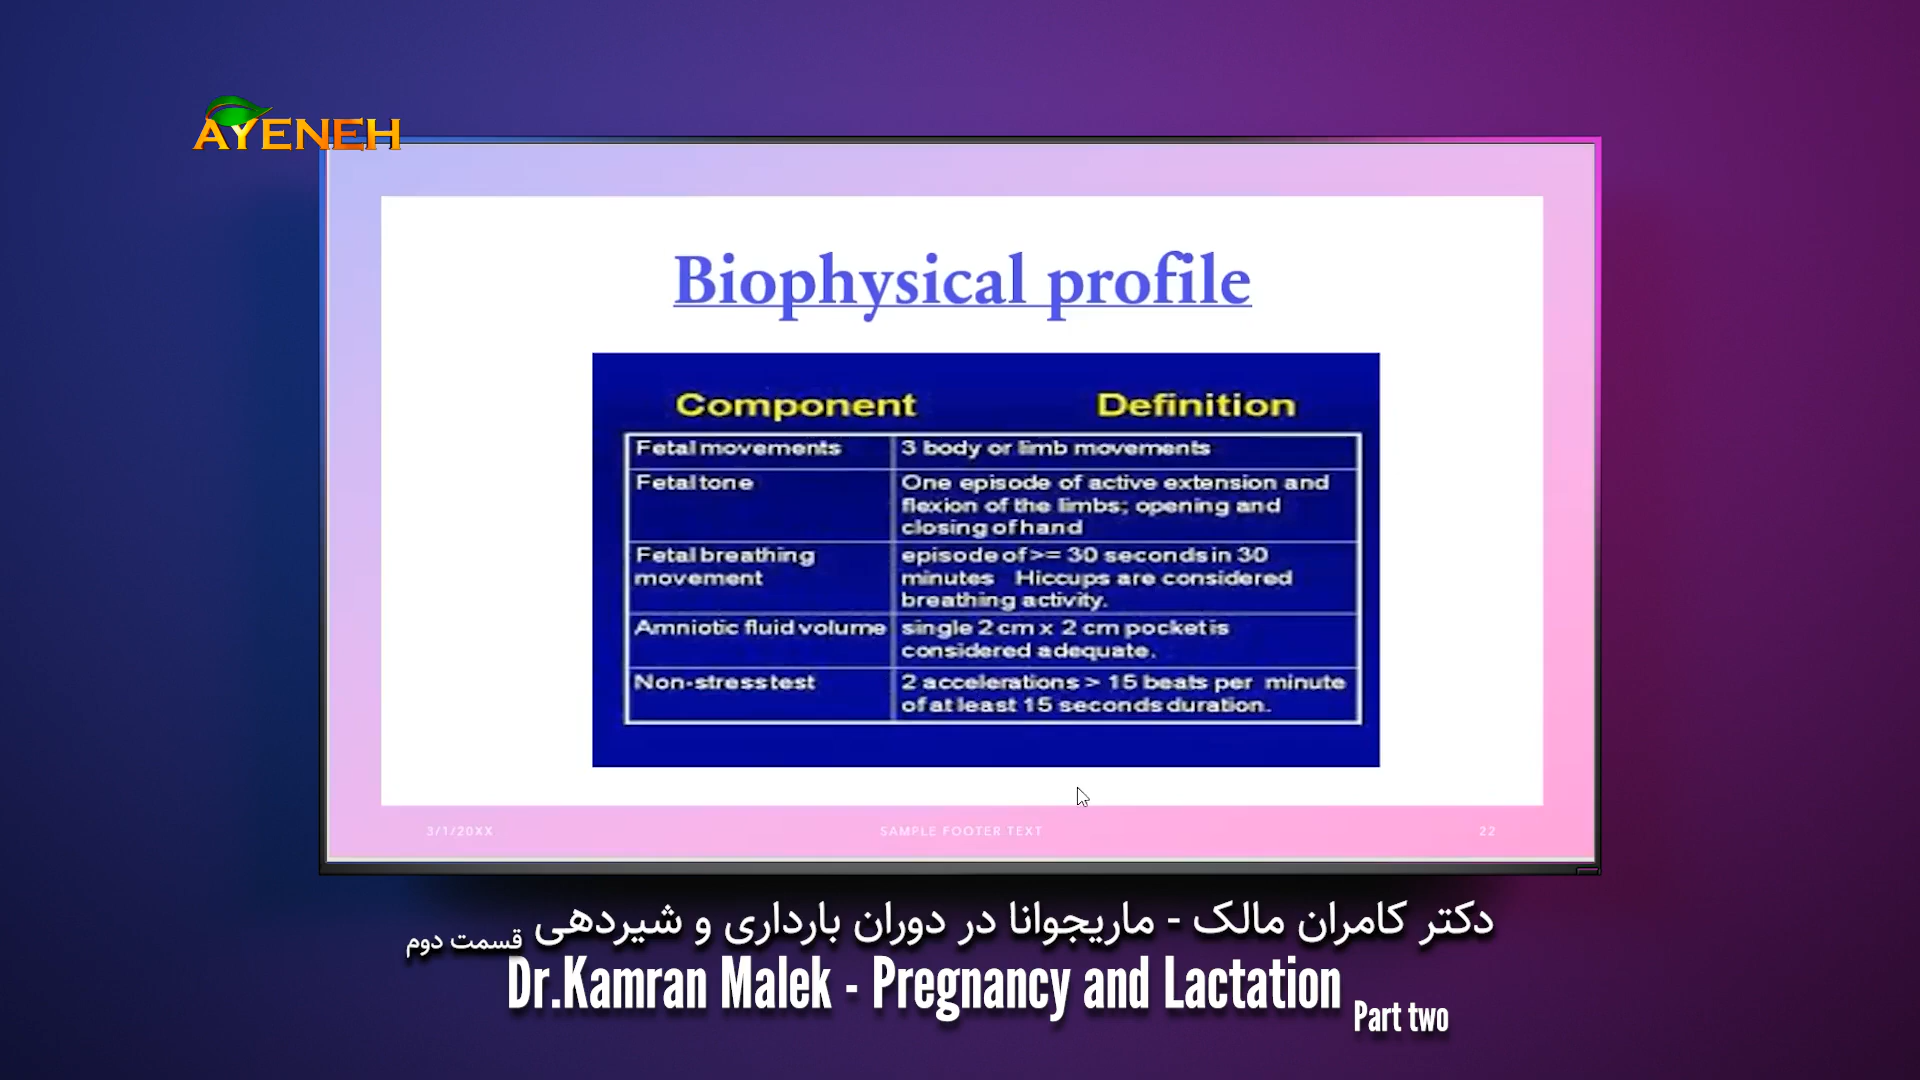 AYENEH
Biophysical profile
Component Definition
Fetal movements 3 body or limb movements
Fetal tone One episode of active extension and
flexion of the limbs; opening and
closing of hand
Fetal breathing episode of >= 30 seconds in 30
movement minutes Hiccups are considered
breathing activity.
Amniotic fluid volume single 2 cm x 2 cm pocket is
considered adequate.
Non-stress test 2 accelerations > 15 beats per minute
of at least 15 seconds duration.
3/1/20XX SAMPLE FOOTER TEXT 22
دکتر کامران مالک - ماریجوانا در دوران بارداری و شیردهی قسمت دوم
Dr.Kamran Malek - Pregnancy and Lactation Part two